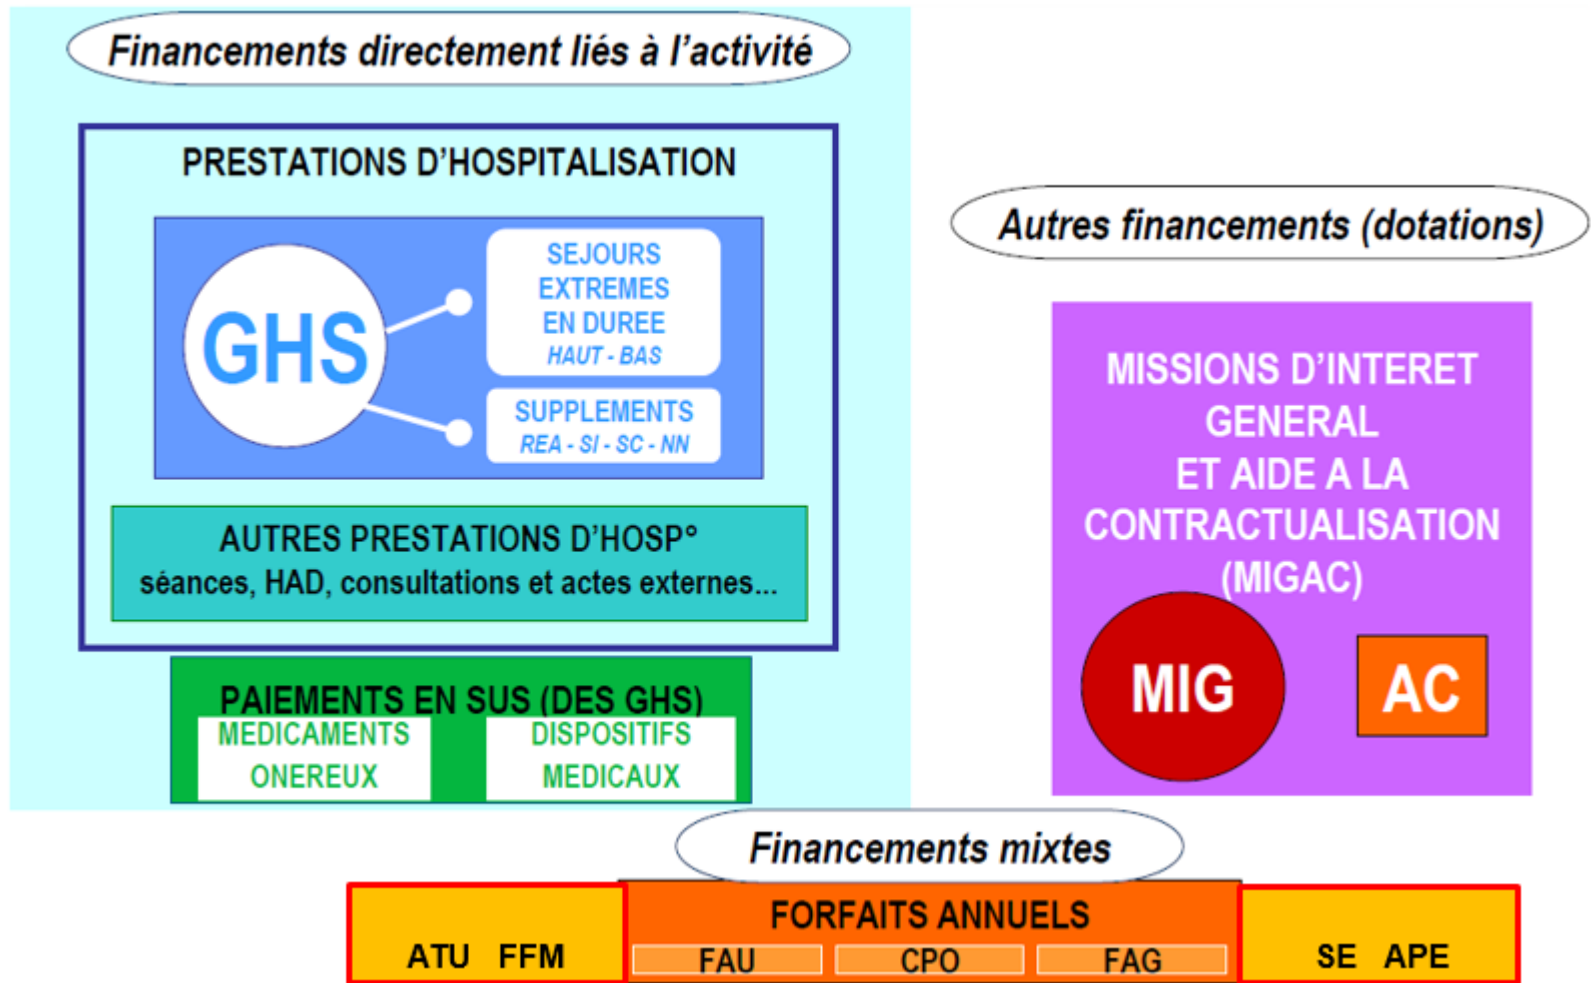 Financements directement liés à l'activité
PRESTATIONS D'HOSPITALISATION
GHS
SEJOURS
EXTREMES
EN DUREE
HAUT - BAS
SUPPLEMENTS
REA - SI - SC - NN
AUTRES PRESTATIONS D'HOSP°
séances, HAD, consultations et actes externes...
PAIEMENTS EN SUS (DES GHS)
MEDICAMENTS
ONEREUX
DISPOSITIFS
MEDICAUX
Autres financements (dotations)
MISSIONS D'INTERET
GENERAL
ET AIDE A LA
CONTRACTUALISATION
(MIGAC)
MIG
AC
Financements mixtes
ATU FFM
FORFAITS ANNUELS
FAU
CPO
FAG
SE APE